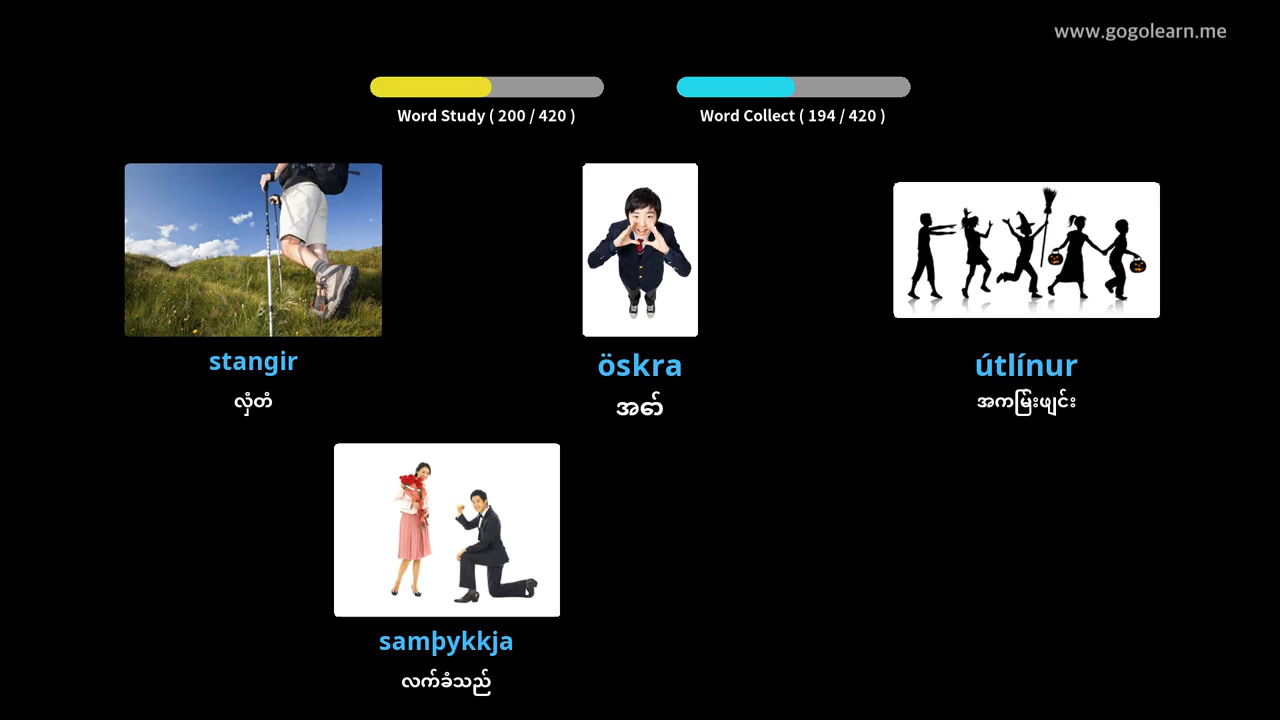 www.gogolearn.me
Word Study ( 200 / 420 )
Word Collect ( 194 / 420 )
stangir
လှံတံ
öskra
အော်
útlínur
အကြမ်းဖျင်း
samþykkja
လက်ခံသည်